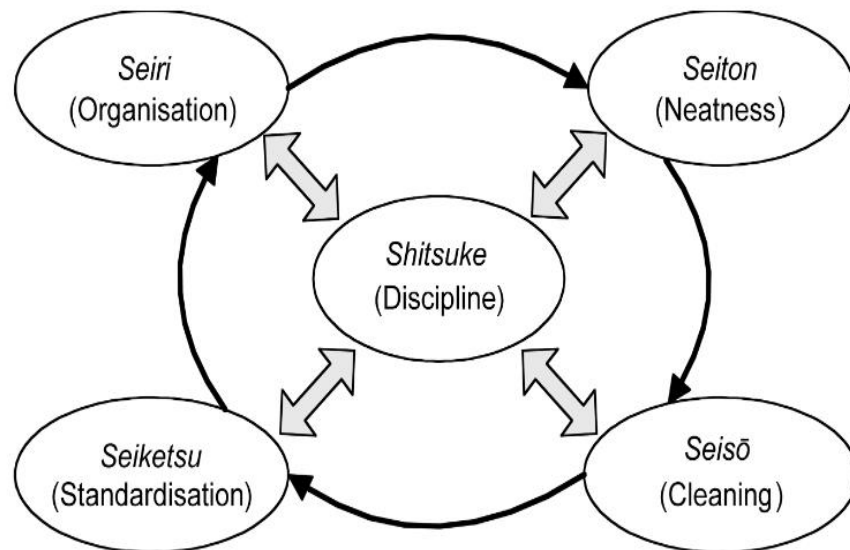 Seiri
(Organisation)
Seiton
(Neatness)
Shitsuke
(Discipline)
Seiketsu
(Standardisation)
Seisō
(Cleaning)